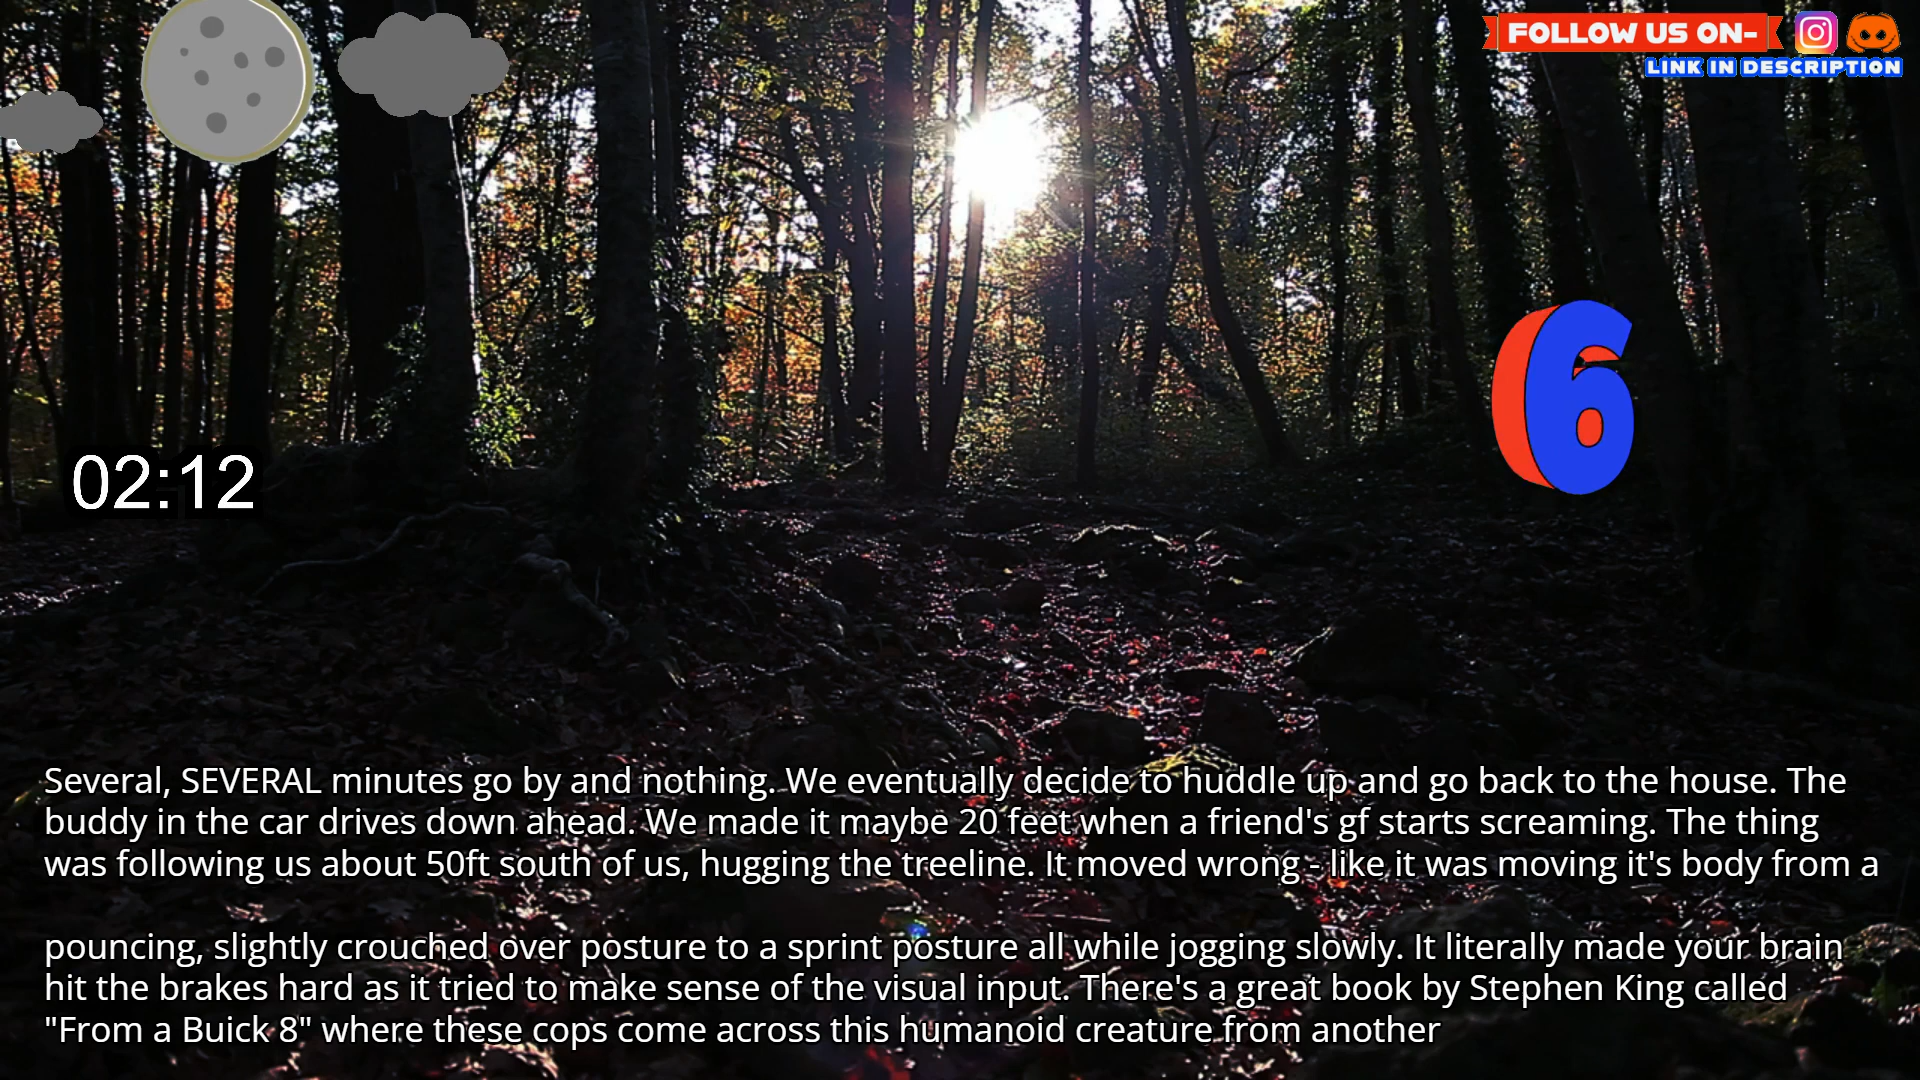 FOLLOW US ON-
LINK IN DESCRIPTION
6
02:12
Several, SEVERAL minutes go by and nothing. We eventually decide to huddle up and go back to the house. The
buddy in the car drives down ahead. We made it maybe 20 feet when a friend's gf starts screaming. The thing
was following us about 50ft south of us, hugging the treeline. It moved wrong - like it was moving it's body from a
pouncing, slightly crouched over posture to a sprint posture all while jogging slowly. It literally made your brain
hit the brakes hard as it tried to make sense of the visual input. There's a great book by Stephen King called
"From a Buick 8" where these cops come across this humanoid creature from another